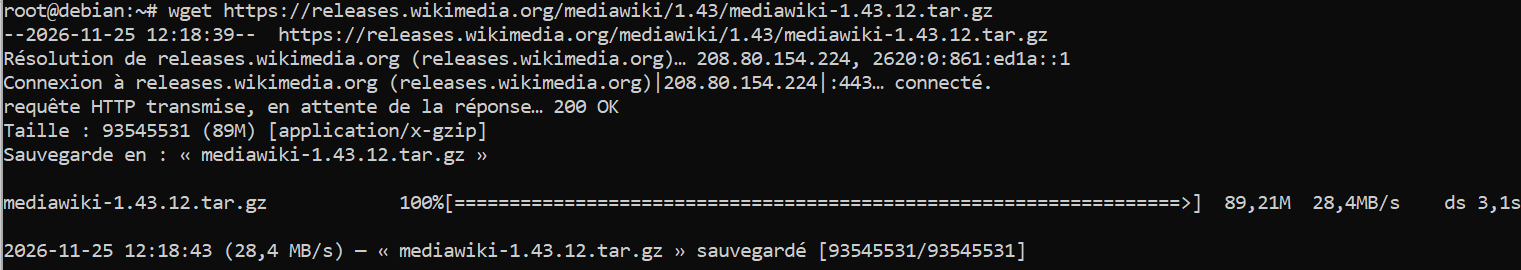 root@debian:~# wget https://releases.wikimedia.org/mediawiki/1.43/mediawiki-1.43.12.tar.gz
--2026-11-25 12:18:39--  https://releases.wikimedia.org/mediawiki/1.43/mediawiki-1.43.12.tar.gz
Résolution de releases.wikimedia.org (releases.wikimedia.org)… 208.80.154.224, 2620:0:861:ed1a::1
Connexion à releases.wikimedia.org (releases.wikimedia.org)|208.80.154.224|:443… connecté.
requête HTTP transmise, en attente de la réponse… 200 OK
Taille : 93545531 (89M) [application/x-gzip]
Sauvegarde en : « mediawiki-1.43.12.tar.gz »
mediawiki-1.43.12.tar.gz            100%[==================================================================>]  89,21M  28,4MB/s    ds 3,1s
2026-11-25 12:18:43 (28,4 MB/s) — « mediawiki-1.43.12.tar.gz » sauvegardé [93545531/93545531]